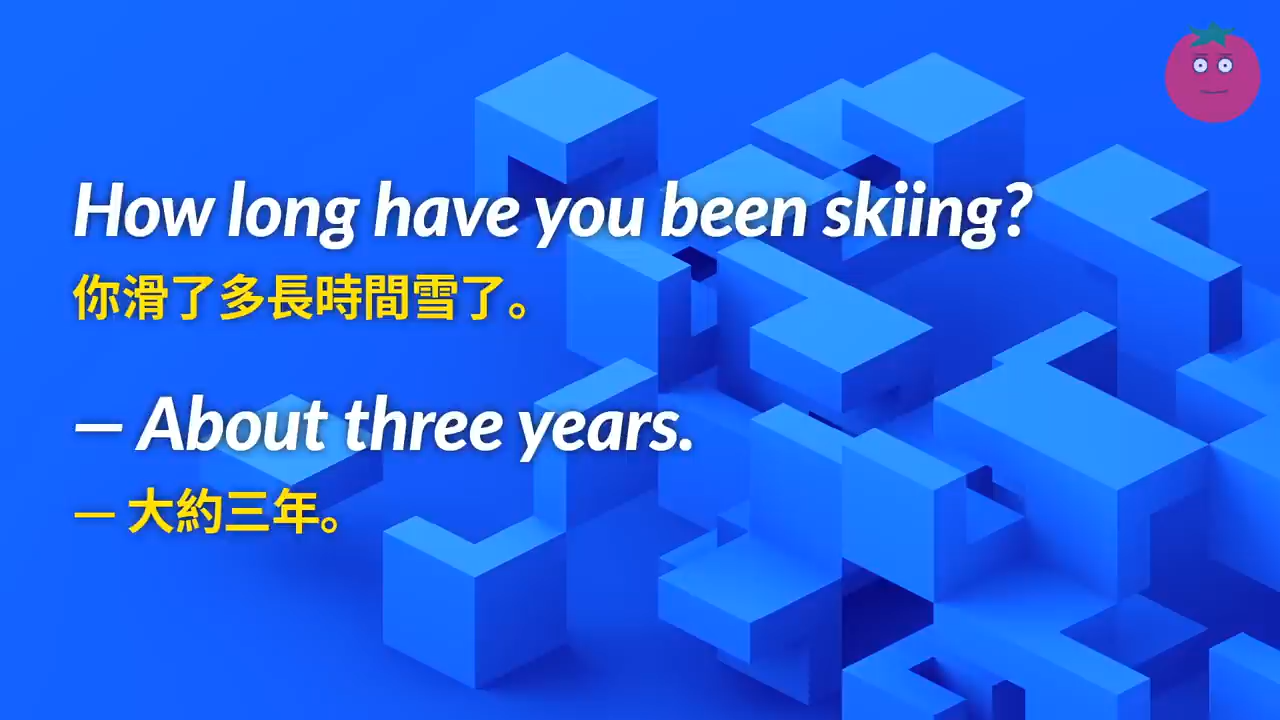 How long have you been skiing?
你滑了多長時間雪了。
— About three years.
— 大約三年。